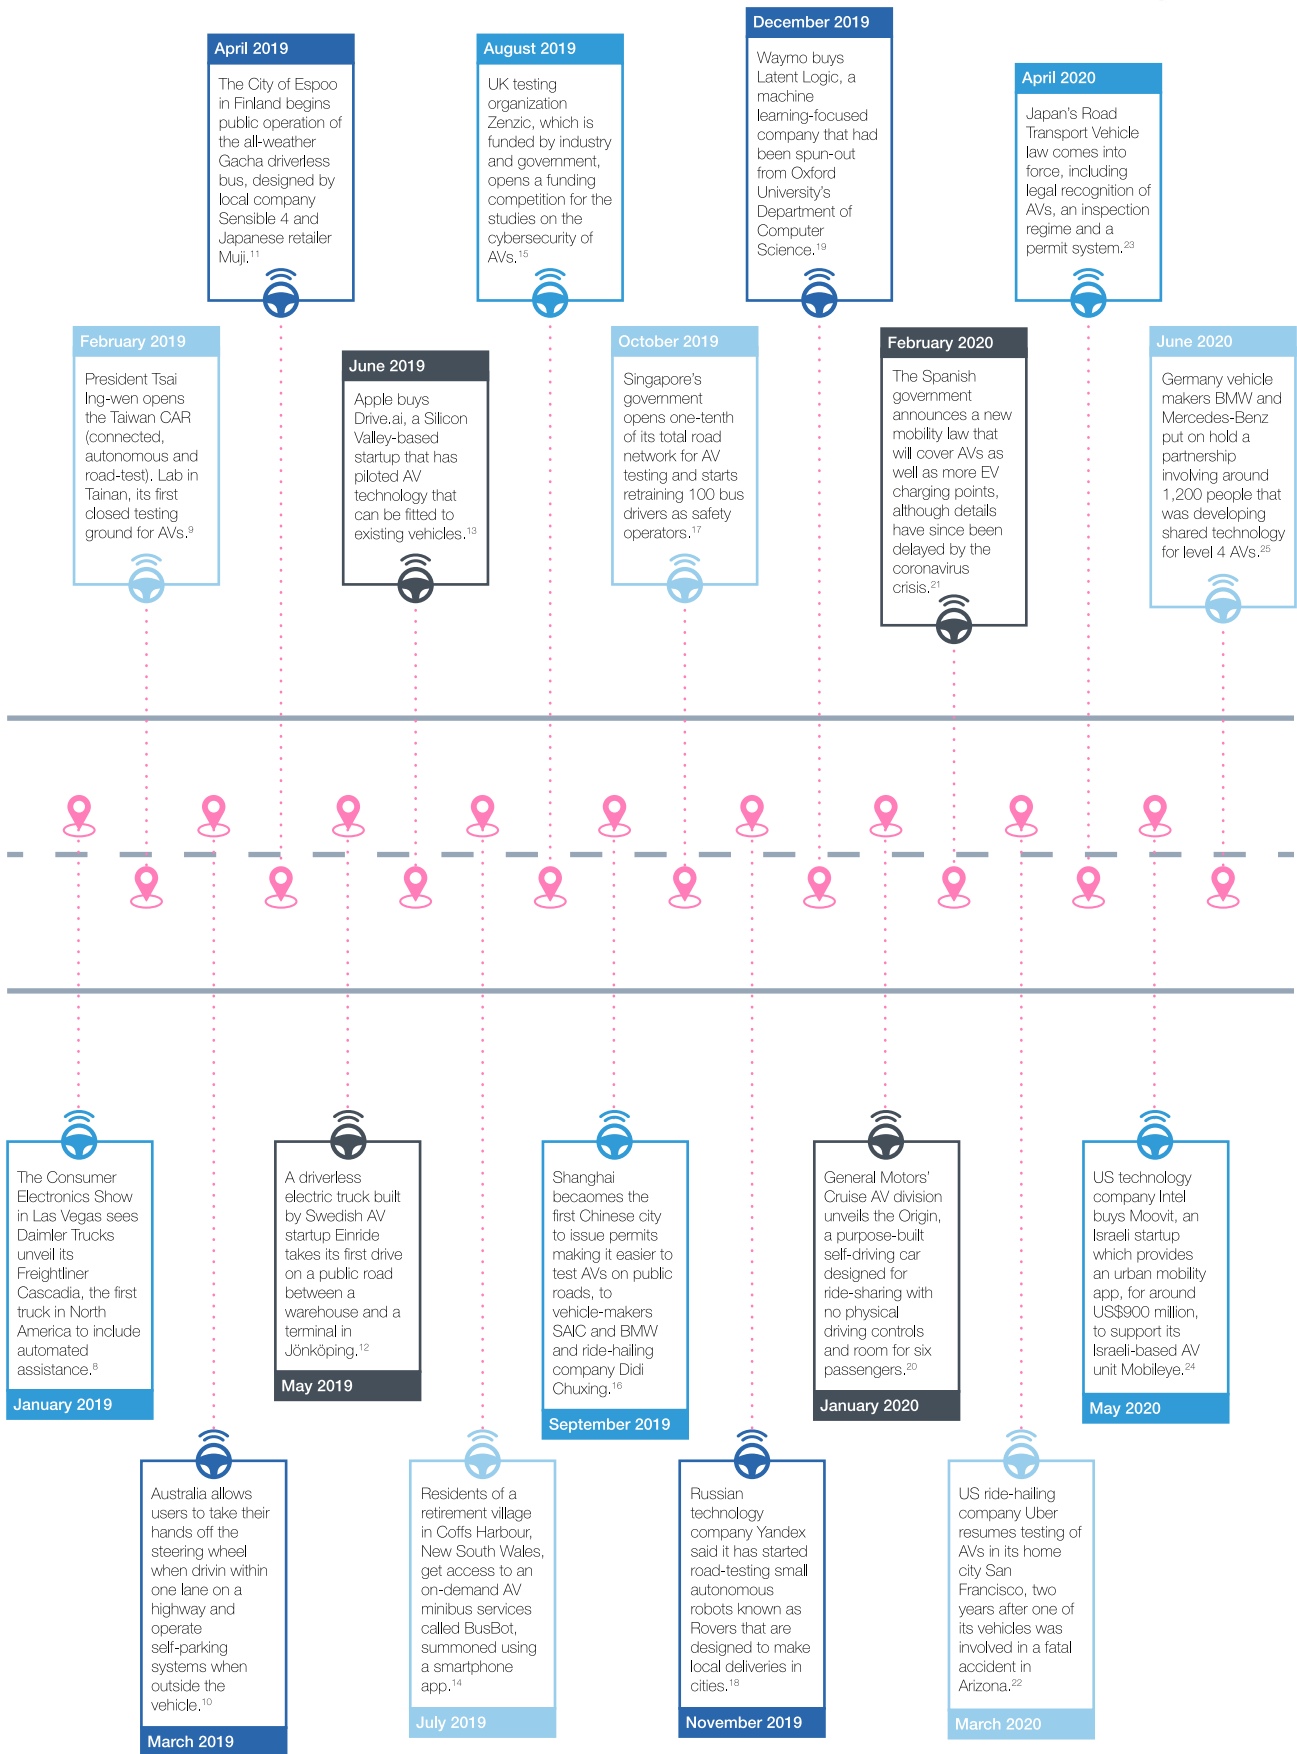 December 2019
Waymo buys
Latent Logic, a
machine
learning-focused
company that had
been spun-out
from Oxford
University's
Department of
Computer
Science.19
April 2019
The City of Espoo
in Finland begins
public operation of
the all-weather
Gacha driverless
bus, designed by
local company
Sensible 4 and
Japanese retailer
Muji.11
August 2019
UK testing
organization
Zenzic, which is
funded by industry
and government,
opens a funding
competition for the
studies on the
cybersecurity of
AVs.15
April 2020
Japan's Road
Transport Vehicle
law comes into
force, including
legal recognition of
AVs, an inspection
regime and a
permit system.23
February 2019
President Tsai
Ing-wen opens
the Taiwan CAR
(connected,
autonomous and
road-test). Lab in
Tainan, its first
closed testing
ground for AVs.9
June 2019
Apple buys
Drive.ai, a Silicon
Valley-based
startup that has
piloted AV
technology that
can be fitted to
existing vehicles.13
October 2019
Singapore's
government
opens one-tenth
of its total road
network for AV
testing and starts
retraining 100 bus
drivers as safety
operators.17
February 2020
The Spanish
government
announces a new
mobility law that
will cover AVs as
well as more EV
charging points,
although details
have since been
delayed by the
coronavirus
crisis.21
June 2020
Germany vehicle
makers BMW and
Mercedes-Benz
put on hold a
partnership
involving around
1,200 people that
was developing
shared technology
for level 4 AVs.25
The Consumer
Electronics Show
in Las Vegas sees
Daimler Trucks
unveil its
Freightliner
Cascadia, the first
truck in North
America to include
automated
assistance.8
January 2019
A driverless
electric truck built
by Swedish AV
startup Einride
takes its first drive
on a public road
between a
warehouse and a
terminal in
Jönköping.12
May 2019
Shanghai
becaomes the
first Chinese city
to issue permits
making it easier to
test AVs on public
roads, to
vehicle-makers
SAIC and BMW
and ride-hailing
company Didi
Chuxing.16
September 2019
General Motors'
Cruise AV division
unveils the Origin,
a purpose-built
self-driving car
designed for
ride-sharing with
no physical
driving controls
and room for six
passengers.20
January 2020
US technology
company Intel
buys Moovit, an
Israeli startup
which provides
an urban mobility
app, for around
US$900 million,
to support its
Israeli-based AV
unit Mobileye.24
May 2020
Australia allows
users to take their
hands off the
steering wheel
when drivin within
one lane on a
highway and
operate
self-parking
systems when
outside the
vehicle.10
March 2019
Residents of a
retirement village
in Coffs Harbour,
New South Wales,
get access to an
on-demand AV
minibus services
called BusBot,
summoned using
a smartphone
app.14
July 2019
Russian
technology
company Yandex
said it has started
road-testing small
autonomous
robots known as
Rovers that are
designed to make
local deliveries in
cities.18
November 2019
US ride-hailing
company Uber
resumes testing of
AVs in its home
city San
Francisco, two
years after one of
its vehicles was
involved in a fatal
accident in
Arizona.22
March 2020